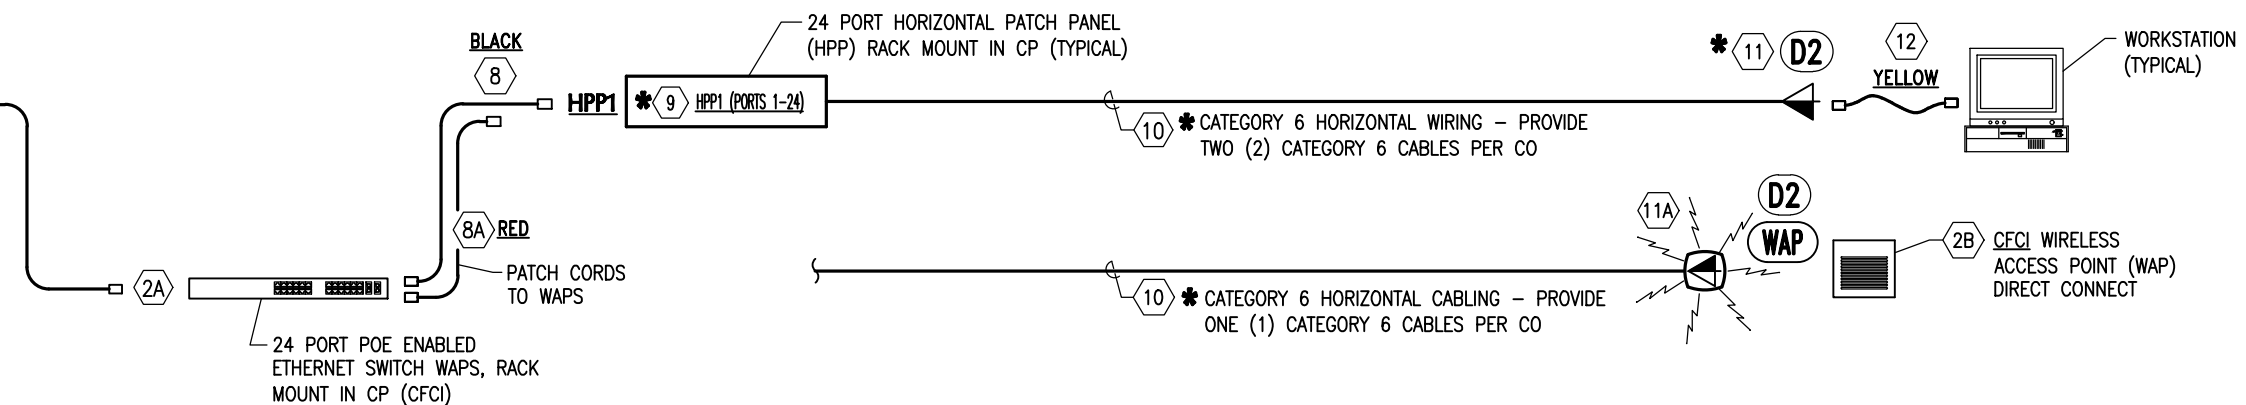 24 PORT HORIZONTAL PATCH PANEL
(HPP) RACK MOUNT IN CP (TYPICAL)
BLACK
8
HPP1
* 9 HPP1 (PORTS 1-24)
10 * CATEGORY 6 HORIZONTAL WIRING – PROVIDE
TWO (2) CATEGORY 6 CABLES PER CO
* 11 D2
12
YELLOW
WORKSTATION
(TYPICAL)
8A RED
PATCH CORDS
TO WAPS
2A
24 PORT POE ENABLED
ETHERNET SWITCH WAPS, RACK
MOUNT IN CP (CFCI)
10 * CATEGORY 6 HORIZONTAL CABLING – PROVIDE
ONE (1) CATEGORY 6 CABLES PER CO
11A
D2
WAP
2B CFCI WIRELESS
ACCESS POINT (WAP)
DIRECT CONNECT